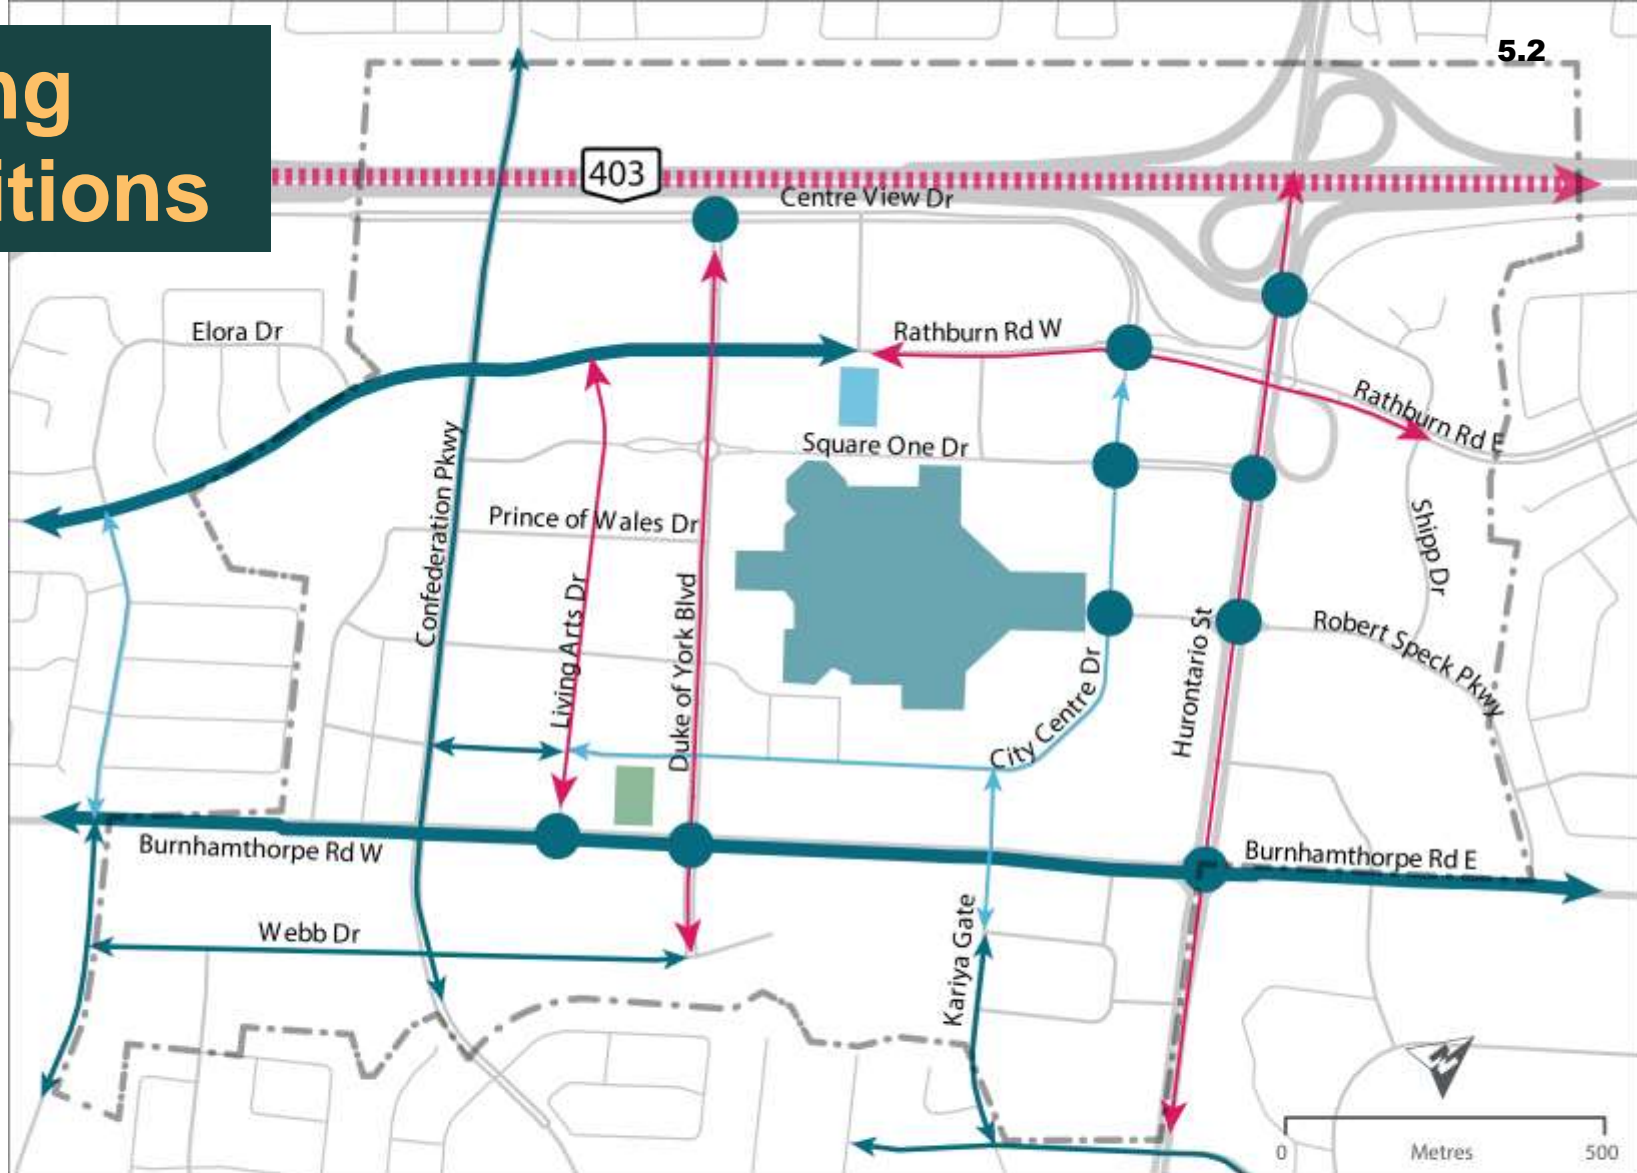 5.2
ng
itions
403
Centre View Dr
Elora Dr
Rathburn Rd W
Rathburn Rd E
Square One Dr
Confederation Pkwy
Prince of Wales Dr
Shipp Dr
Living Arts Dr
Duke of York Blvd
Hurontario St
Robert Speck Pkwy
City Centre Dr
Burnhamthorpe Rd W
Burnhamthorpe Rd E
Webb Dr
Kariya Gate
0 Metres 500